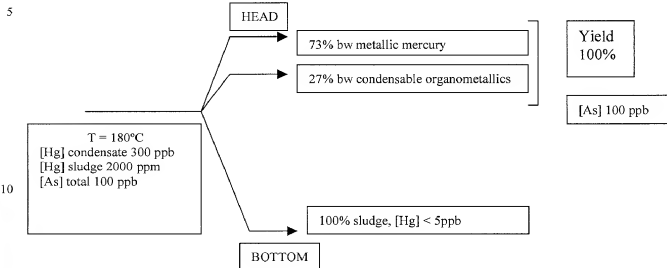 5
HEAD
73% bw metallic mercury
27% bw condensable organometallics
Yield
100%
[As] 100 ppb
T = 180ºC
[Hg] condensate 300 ppb
[Hg] sludge 2000 ppm
[As] total 100 ppb
10
100% sludge, [Hg] < 5ppb
BOTTOM